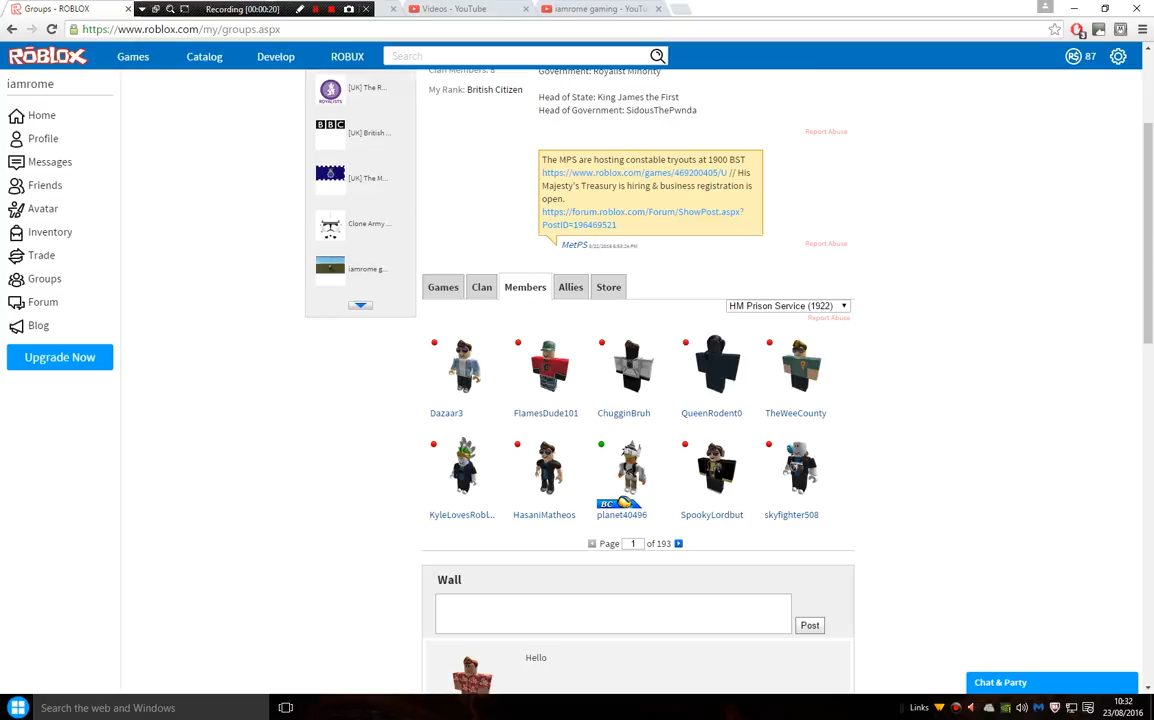 Groups - ROBLOX
Recording [00:00:20]
Videos - YouTube
iamrome gaming - YouTu
https://www.roblox.com/my/groups.aspx
ROBLOX
Games
Catalog
Develop
ROBUX
Search
87
iamrome
Home
Profile
Messages
Friends
Avatar
Inventory
Trade
Groups
Forum
Blog
Upgrade Now
ROYALISTS
[UK] The R...
BBC
[UK] British ...
[UK] The M...
Clone Army ...
iamrome g...
Clan Members: 8
My Rank: British Citizen
Government: Royalist Minority
Head of State: King James the First
Head of Government: SidousThePwnda
Report Abuse
The MPS are hosting constable tryouts at 1900 BST
https://www.roblox.com/games/469200405/U // His
Majesty's Treasury is hiring & business registration is
open.
https://forum.roblox.com/Forum/ShowPost.aspx?
PostID=196469521
MetPS
Report Abuse
Games
Clan
Members
Allies
Store
HM Prison Service (1922)
Report Abuse
Dazaar3
FlamesDude101
ChugginBruh
QueenRodent0
TheWeeCounty
BC
KyleLovesRobl...
HasaniMatheos
planet40496
SpookyLordbut
skyfighter508
Page 1 of 193
Wall
Post
Hello
Chat & Party
Search the web and Windows
Links
10:32
23/08/2016